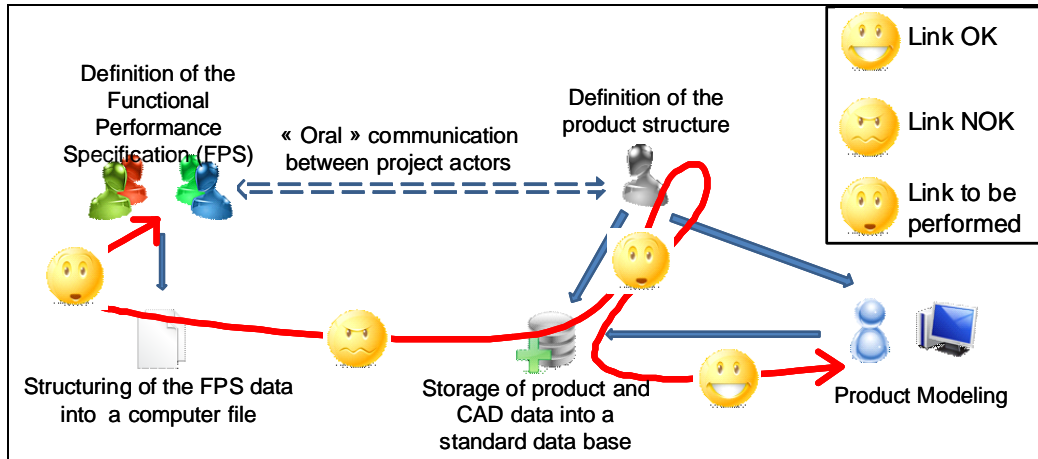 Definition of the
Functional
Performance
Specification (FPS)
« Oral » communication
between project actors
Definition of the
product structure
Link OK
Link NOK
Link to be
performed
Structuring of the FPS data
into a computer file
Storage of product and
CAD data into a
standard data base
Product Modeling